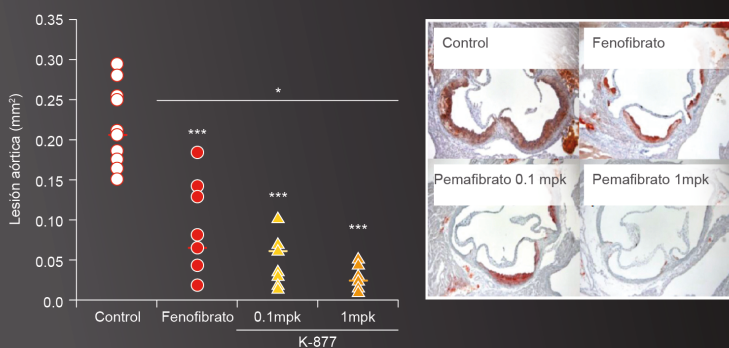 Lesión aórtica (mm²)
0.35
0.30
0.25
0.20
0.15
0.10
0.05
0.0
*
***
***
***
Control
Fenofibrato
0.1mpk
1mpk
K-877
Control
Fenofibrato
Pemafibrato 0.1 mpk
Pemafibrato 1mpk